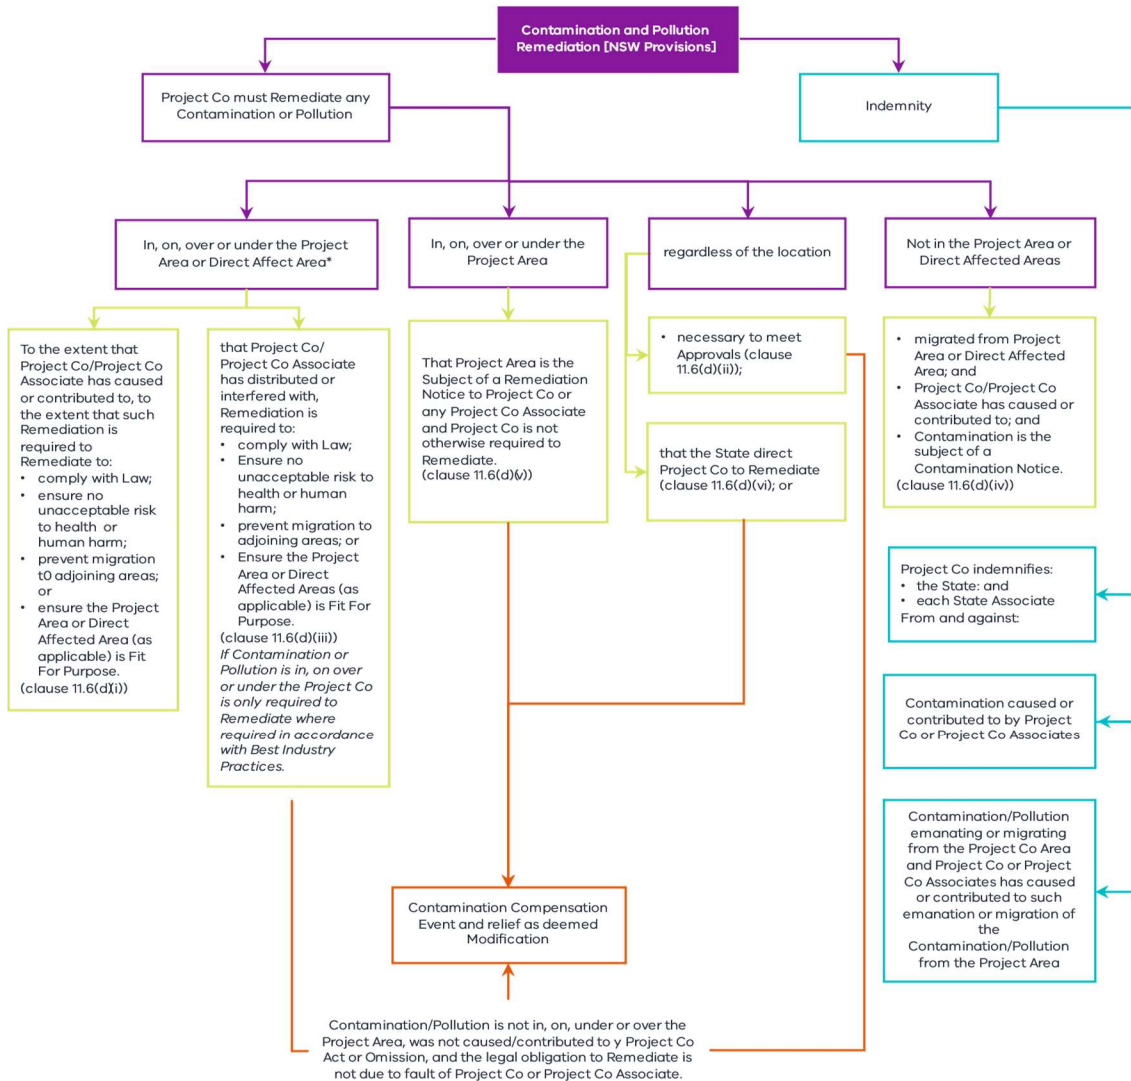 Contamination and Pollution
Remediation [NSW Provisions]
Project Co must Remediate any
Contamination or Pollution
Indemnity
In, on, over or under the Project
Area or Direct Affect Area*
In, on, over or under the
Project Area
regardless of the location
Not in the Project Area or
Direct Affected Areas
To the extent that
Project Co/Project Co
Associate has caused
or contributed to, to
the extent that such
Remediation is
required to
Remediate to:
• comply with Law;
• ensure no
unacceptable risk
to health or
human harm;
• prevent migration
t0 adjoining areas;
or
• ensure the Project
Area or Direct
Affected Area (as
applicable) is Fit
For Purpose.
(clause 11.6(d)(i))
that Project Co/
Project Co Associate
has distributed or
interfered with,
Remediation is
required to:
• comply with Law;
• Ensure no
unacceptable risk to
health or human
harm;
• prevent migration to
adjoining areas; or
• Ensure the Project
Area or Direct
Affected Areas (as
applicable) is Fit For
Purpose.
(clause 11.6(d)(iii))
If Contamination or
Pollution is in, on over
or under the Project Co
is only required to
Remediate where
required in accordance
with Best Industry
Practices.
That Project Area is the
Subject of a Remediation
Notice to Project Co or
any Project Co Associate
and Project Co is not
otherwise required to
Remediate.
(clause 11.6(d)(v))
• necessary to meet
Approvals (clause
11.6(d)(ii));
that the State direct
Project Co to Remediate
(clause 11.6(d)(vi); or
• migrated from Project
Area or Direct Affected
Area; and
• Project Co/Project Co
Associate has caused or
contributed to; and
• Contamination is the
subject of a
Contamination Notice.
(clause 11.6(d)(iv))
Project Co indemnifies:
• the State: and
• each State Associate
From and against:
Contamination caused or
contributed to by Project
Co or Project Co Associates
Contamination/Pollution
emanating or migrating
from the Project Co Area
and Project Co or Project
Co Associates has caused
or contributed to such
emanation or migration of
the
Contamination/Pollution
from the Project Area
Contamination Compensation
Event and relief as deemed
Modification
Contamination/Pollution is not in, on, under or over the
Project Area, was not caused/contributed to y Project Co
Act or Omission, and the legal obligation to Remediate is
not due to fault of Project Co or Project Co Associate.